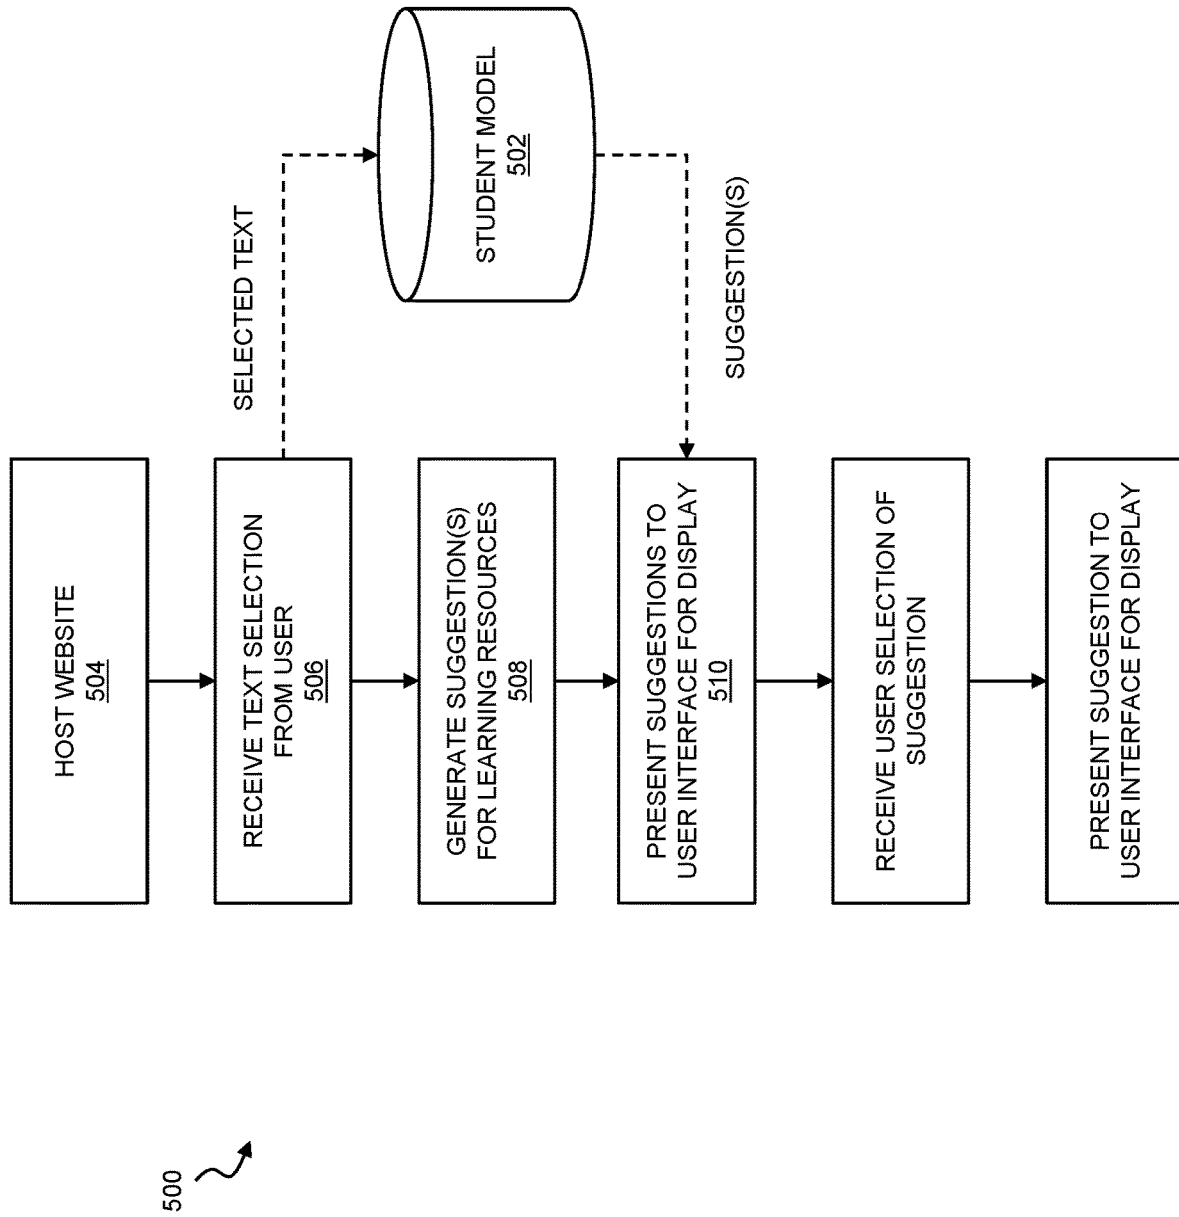 500
HOST WEBSITE
504
RECEIVE TEXT SELECTION
FROM USER
506
SELECTED TEXT
STUDENT MODEL
502
GENERATE SUGGESTION(S)
FOR LEARNING RESOURCES
508
SUGGESTION(S)
PRESENT SUGGESTIONS TO
USER INTERFACE FOR DISPLAY
510
RECEIVE USER SELECTION OF
SUGGESTION
PRESENT SUGGESTION TO
USER INTERFACE FOR DISPLAY